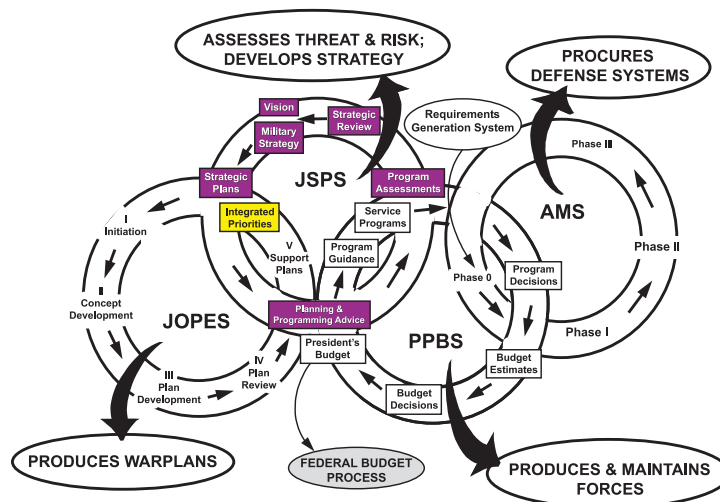 ASSESSES THREAT & RISK;
DEVELOPS STRATEGY
PROCURES
DEFENSE SYSTEMS
Vision
Strategic
Review
Military
Strategy
Requirements
Generation System
Phase III
Strategic
Plans
JSPS
Program
Assessments
AMS
Integrated
Priorities
Service
Programs
I
Initiation
V
Support
Plans
Program
Guidance
Phase II
Phase 0
Program
Decisions
II
Concept
Development
JOPES
Planning &
Programming Advice
President's
Budget
PPBS
Phase I
III
Plan
Development
IV
Plan
Review
Budget
Estimates
Budget
Decisions
PRODUCES WARPLANS
FEDERAL BUDGET
PROCESS
PRODUCES & MAINTAINS
FORCES